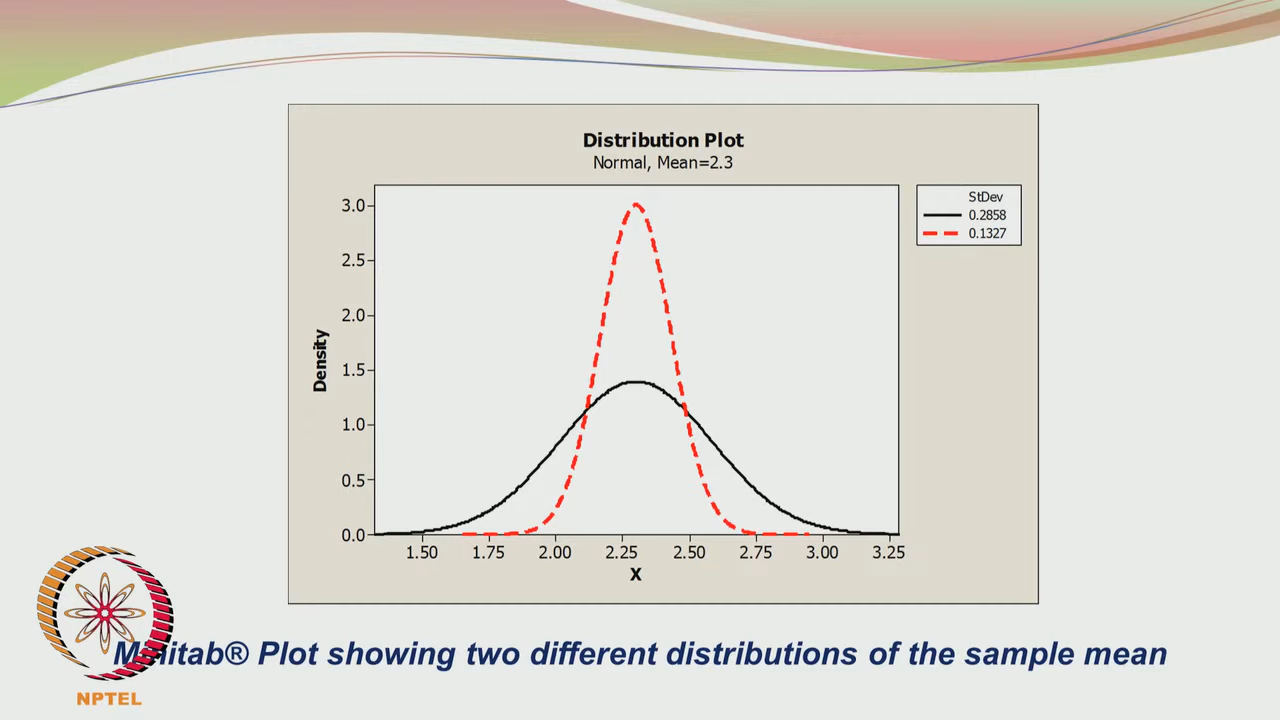 Distribution Plot
Normal, Mean=2.3
StDev
0.2858
0.1327
3.0
2.5
2.0
1.5
1.0
0.5
0.0
Density
1.50 1.75 2.00 2.25 2.50 2.75 3.00 3.25
X
Minitab® Plot showing two different distributions of the sample mean
NPTEL